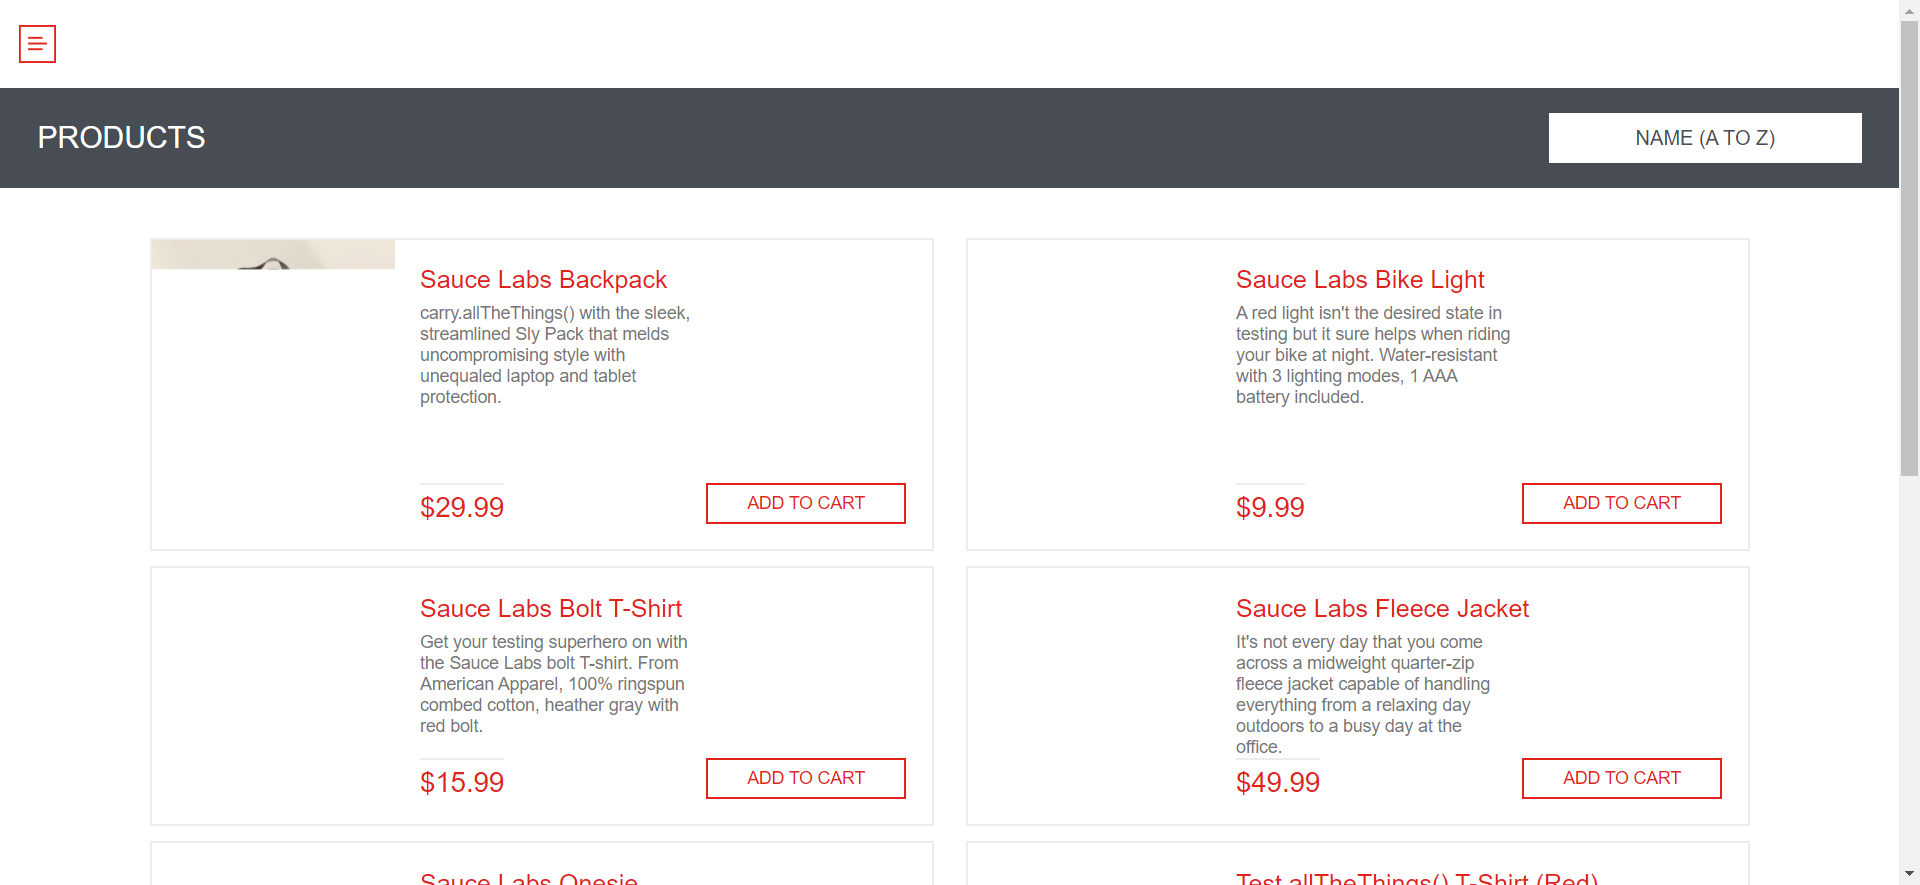 PRODUCTS
NAME (A TO Z)
Sauce Labs Backpack
carry.allTheThings() with the sleek,
streamlined Sly Pack that melds
uncompromising style with
unequaled laptop and tablet
protection.
$29.99
ADD TO CART
Sauce Labs Bike Light
A red light isn't the desired state in
testing but it sure helps when riding
your bike at night. Water-resistant
with 3 lighting modes, 1 AAA
battery included.
$9.99
ADD TO CART
Sauce Labs Bolt T-Shirt
Get your testing superhero on with
the Sauce Labs bolt T-shirt. From
American Apparel, 100% ringspun
combed cotton, heather gray with
red bolt.
$15.99
ADD TO CART
Sauce Labs Fleece Jacket
It's not every day that you come
across a midweight quarter-zip
fleece jacket capable of handling
everything from a relaxing day
outdoors to a busy day at the
office.
$49.99
ADD TO CART
Sauce Labs Onesie
Test.allTheThings() T-Shirt (Red)